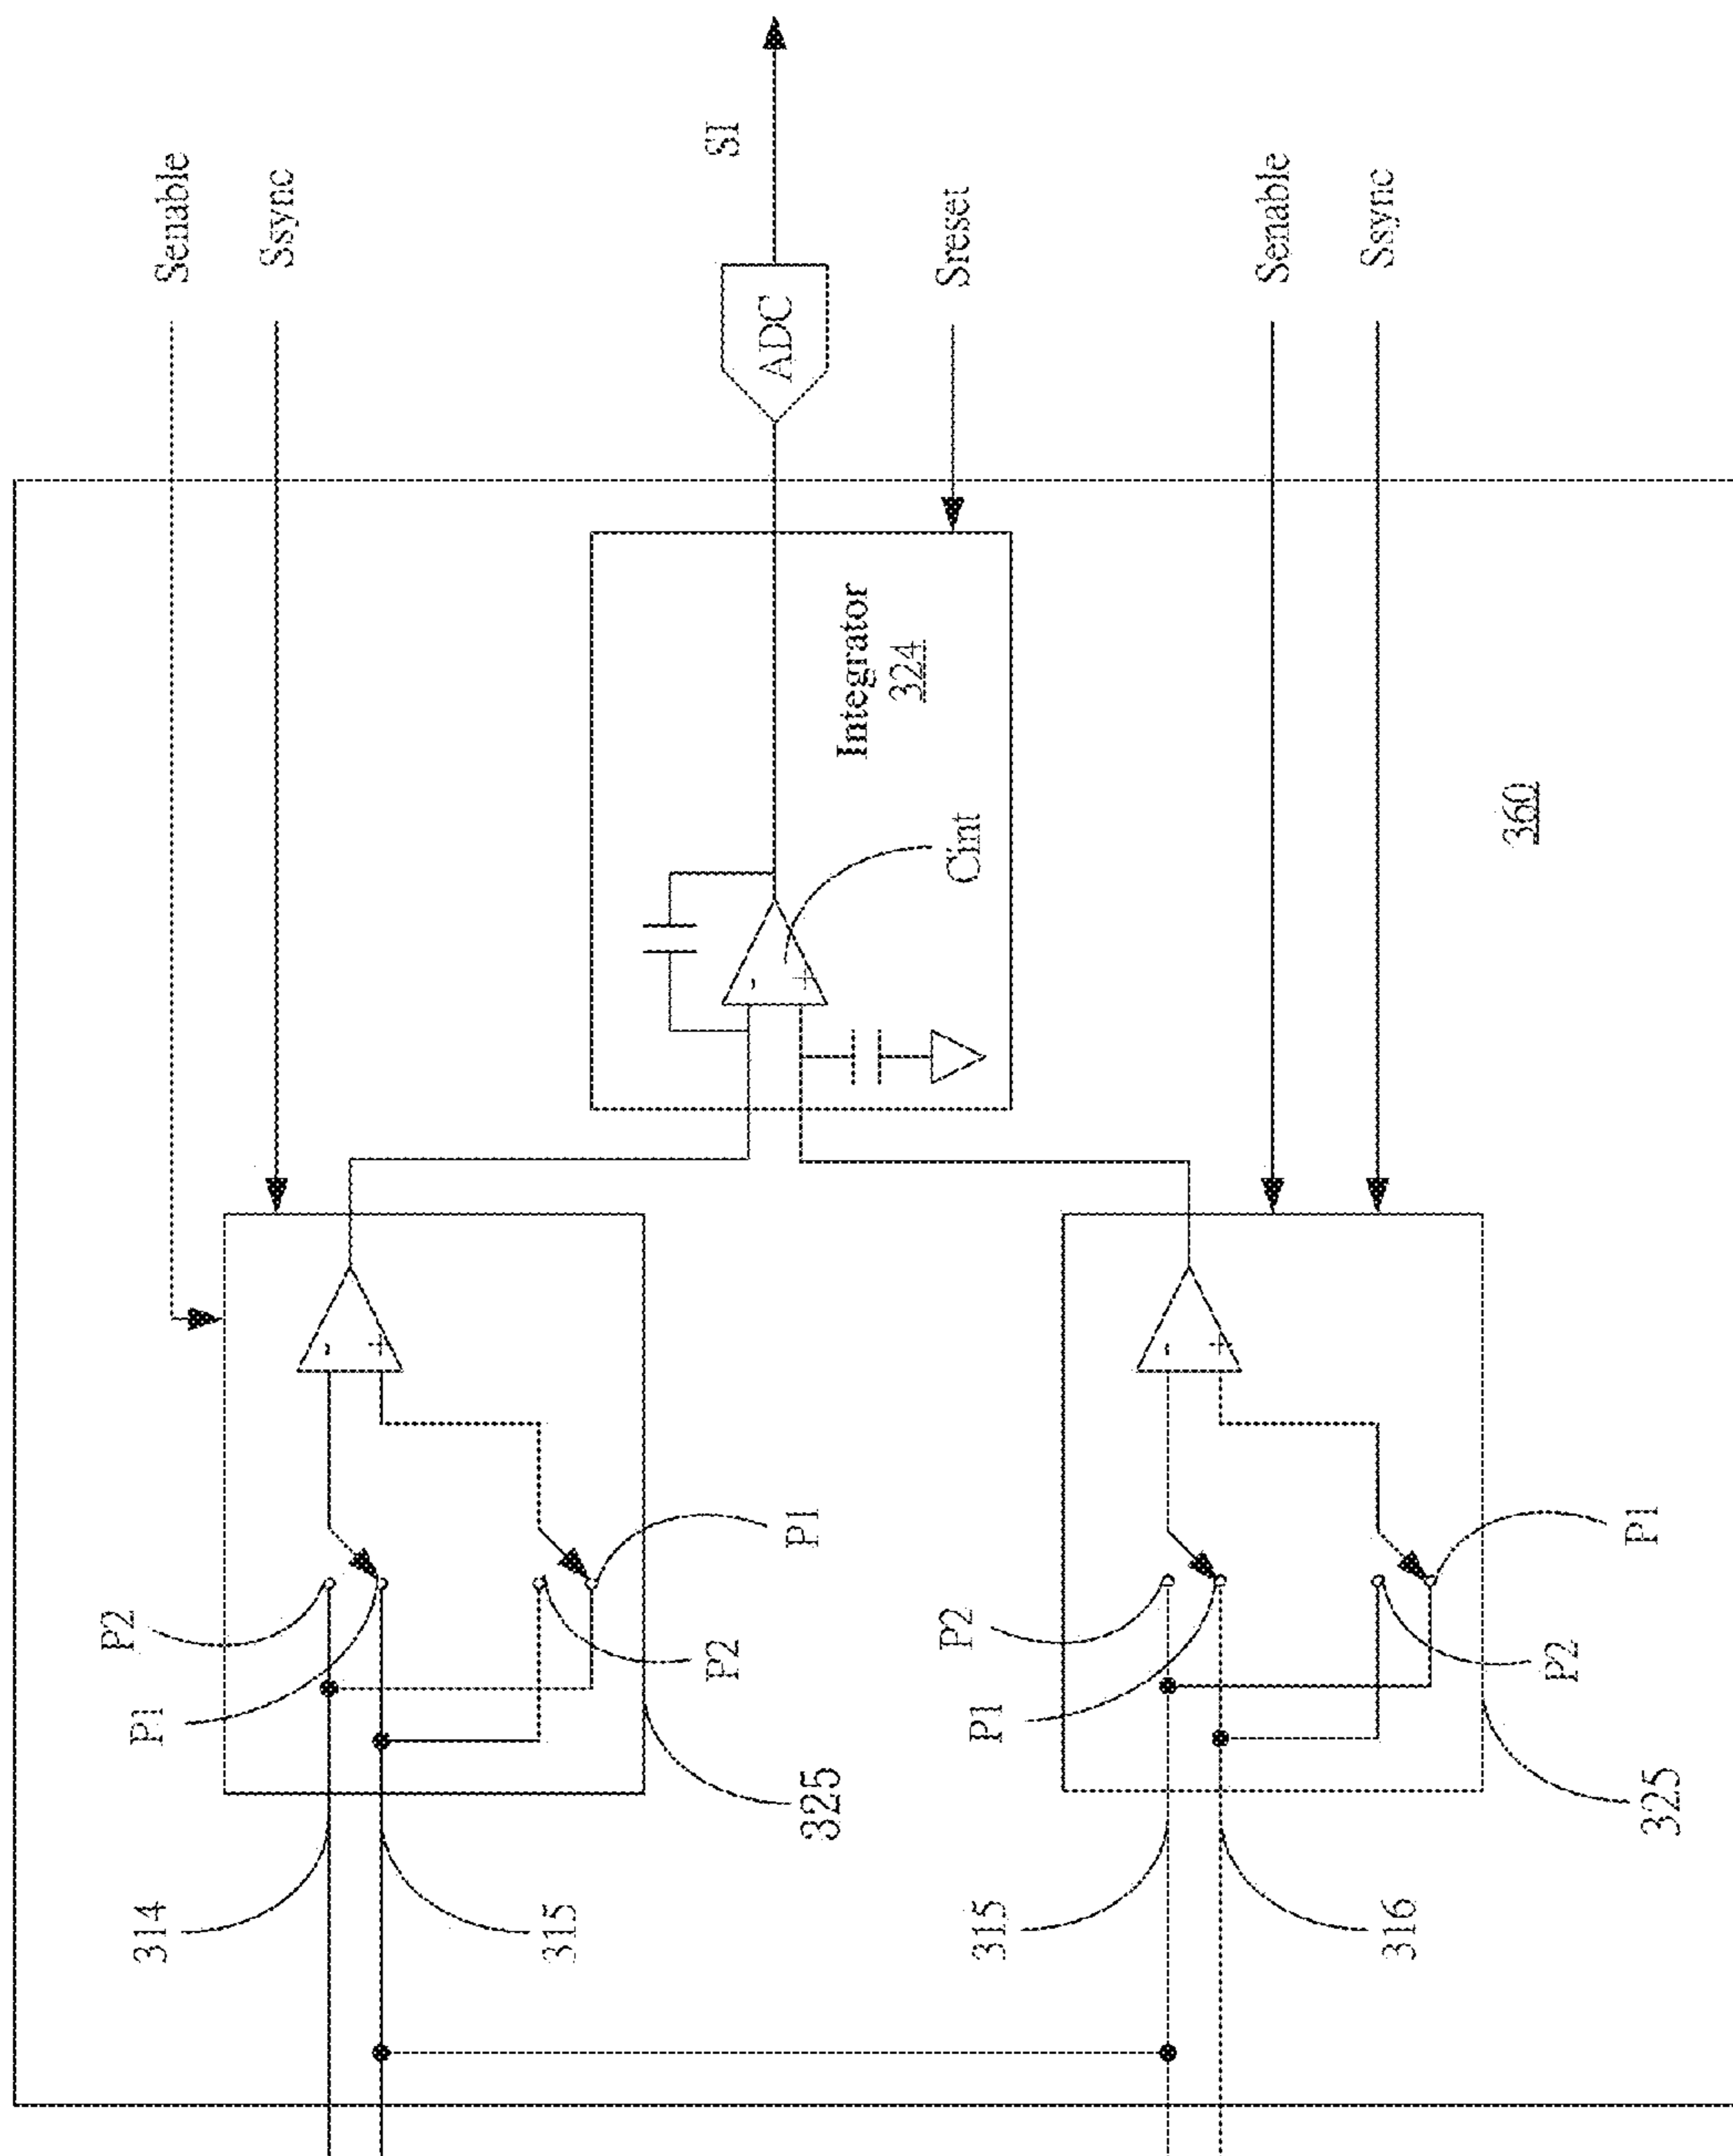 Senable
Ssync
SI
ADC
Sreset
Senable
Ssync
Integrator
324
Cint
360
-
+
-
+
-
+
P2
P1
P2
P1
P2
P1
P2
P1
325
325
314
315
315
316